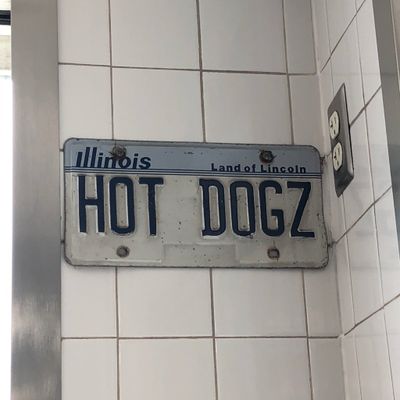 Illinois Land of Lincoln
HOT DOGZ